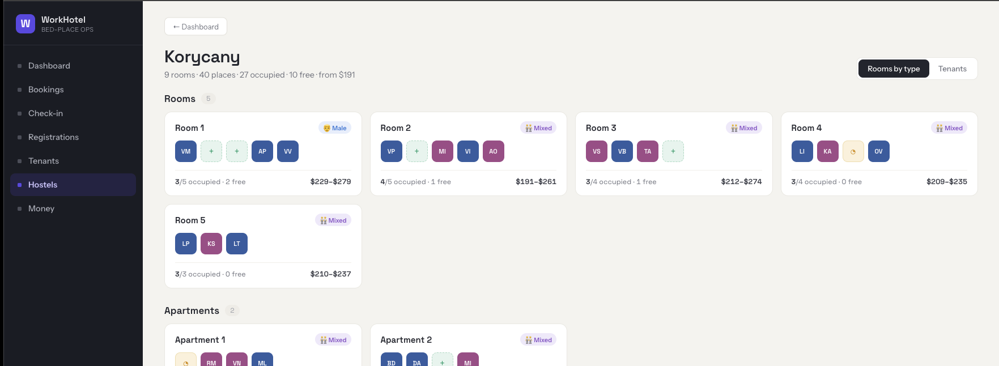 W
WorkHotel
BED-PLACE OPS
Dashboard
Bookings
Check-in
Registrations
Tenants
Hostels
Money
← Dashboard
Korycany
9 rooms · 40 places · 27 occupied · 10 free · from $191
Rooms by type
Tenants
Rooms 5
Room 1 Male
VM + + AP VV
3/5 occupied · 2 free $229–$279
Room 2 Mixed
VP + MI VI AO
4/5 occupied · 1 free $191–$261
Room 3 Mixed
VS VB TA +
3/4 occupied · 1 free $212–$274
Room 4 Mixed
LI KA OV
3/4 occupied · 0 free $209–$235
Room 5 Mixed
LP KS LT
3/3 occupied · 0 free $210–$237
Apartments 2
Apartment 1 Mixed
RM VN ML
Apartment 2 Mixed
BD DA + MI